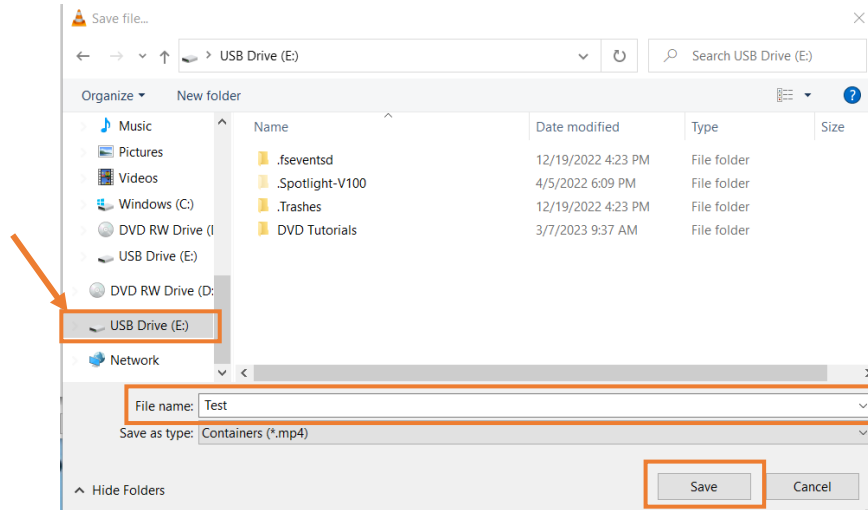 Save file...
USB Drive (E:)
Search USB Drive (E:)
Organize
New folder
?
Music
Pictures
Videos
Windows (C:)
DVD RW Drive (
USB Drive (E:)
DVD RW Drive (D:
USB Drive (E:)
Network
Name Date modified Type Size
.fseventsd 12/19/2022 4:23 PM File folder
.Spotlight-V100 4/5/2022 6:09 PM File folder
.Trashes 12/19/2022 4:23 PM File folder
DVD Tutorials 3/7/2023 9:37 AM File folder
File name: Test
Save as type: Containers (*.mp4)
Hide Folders
Save
Cancel